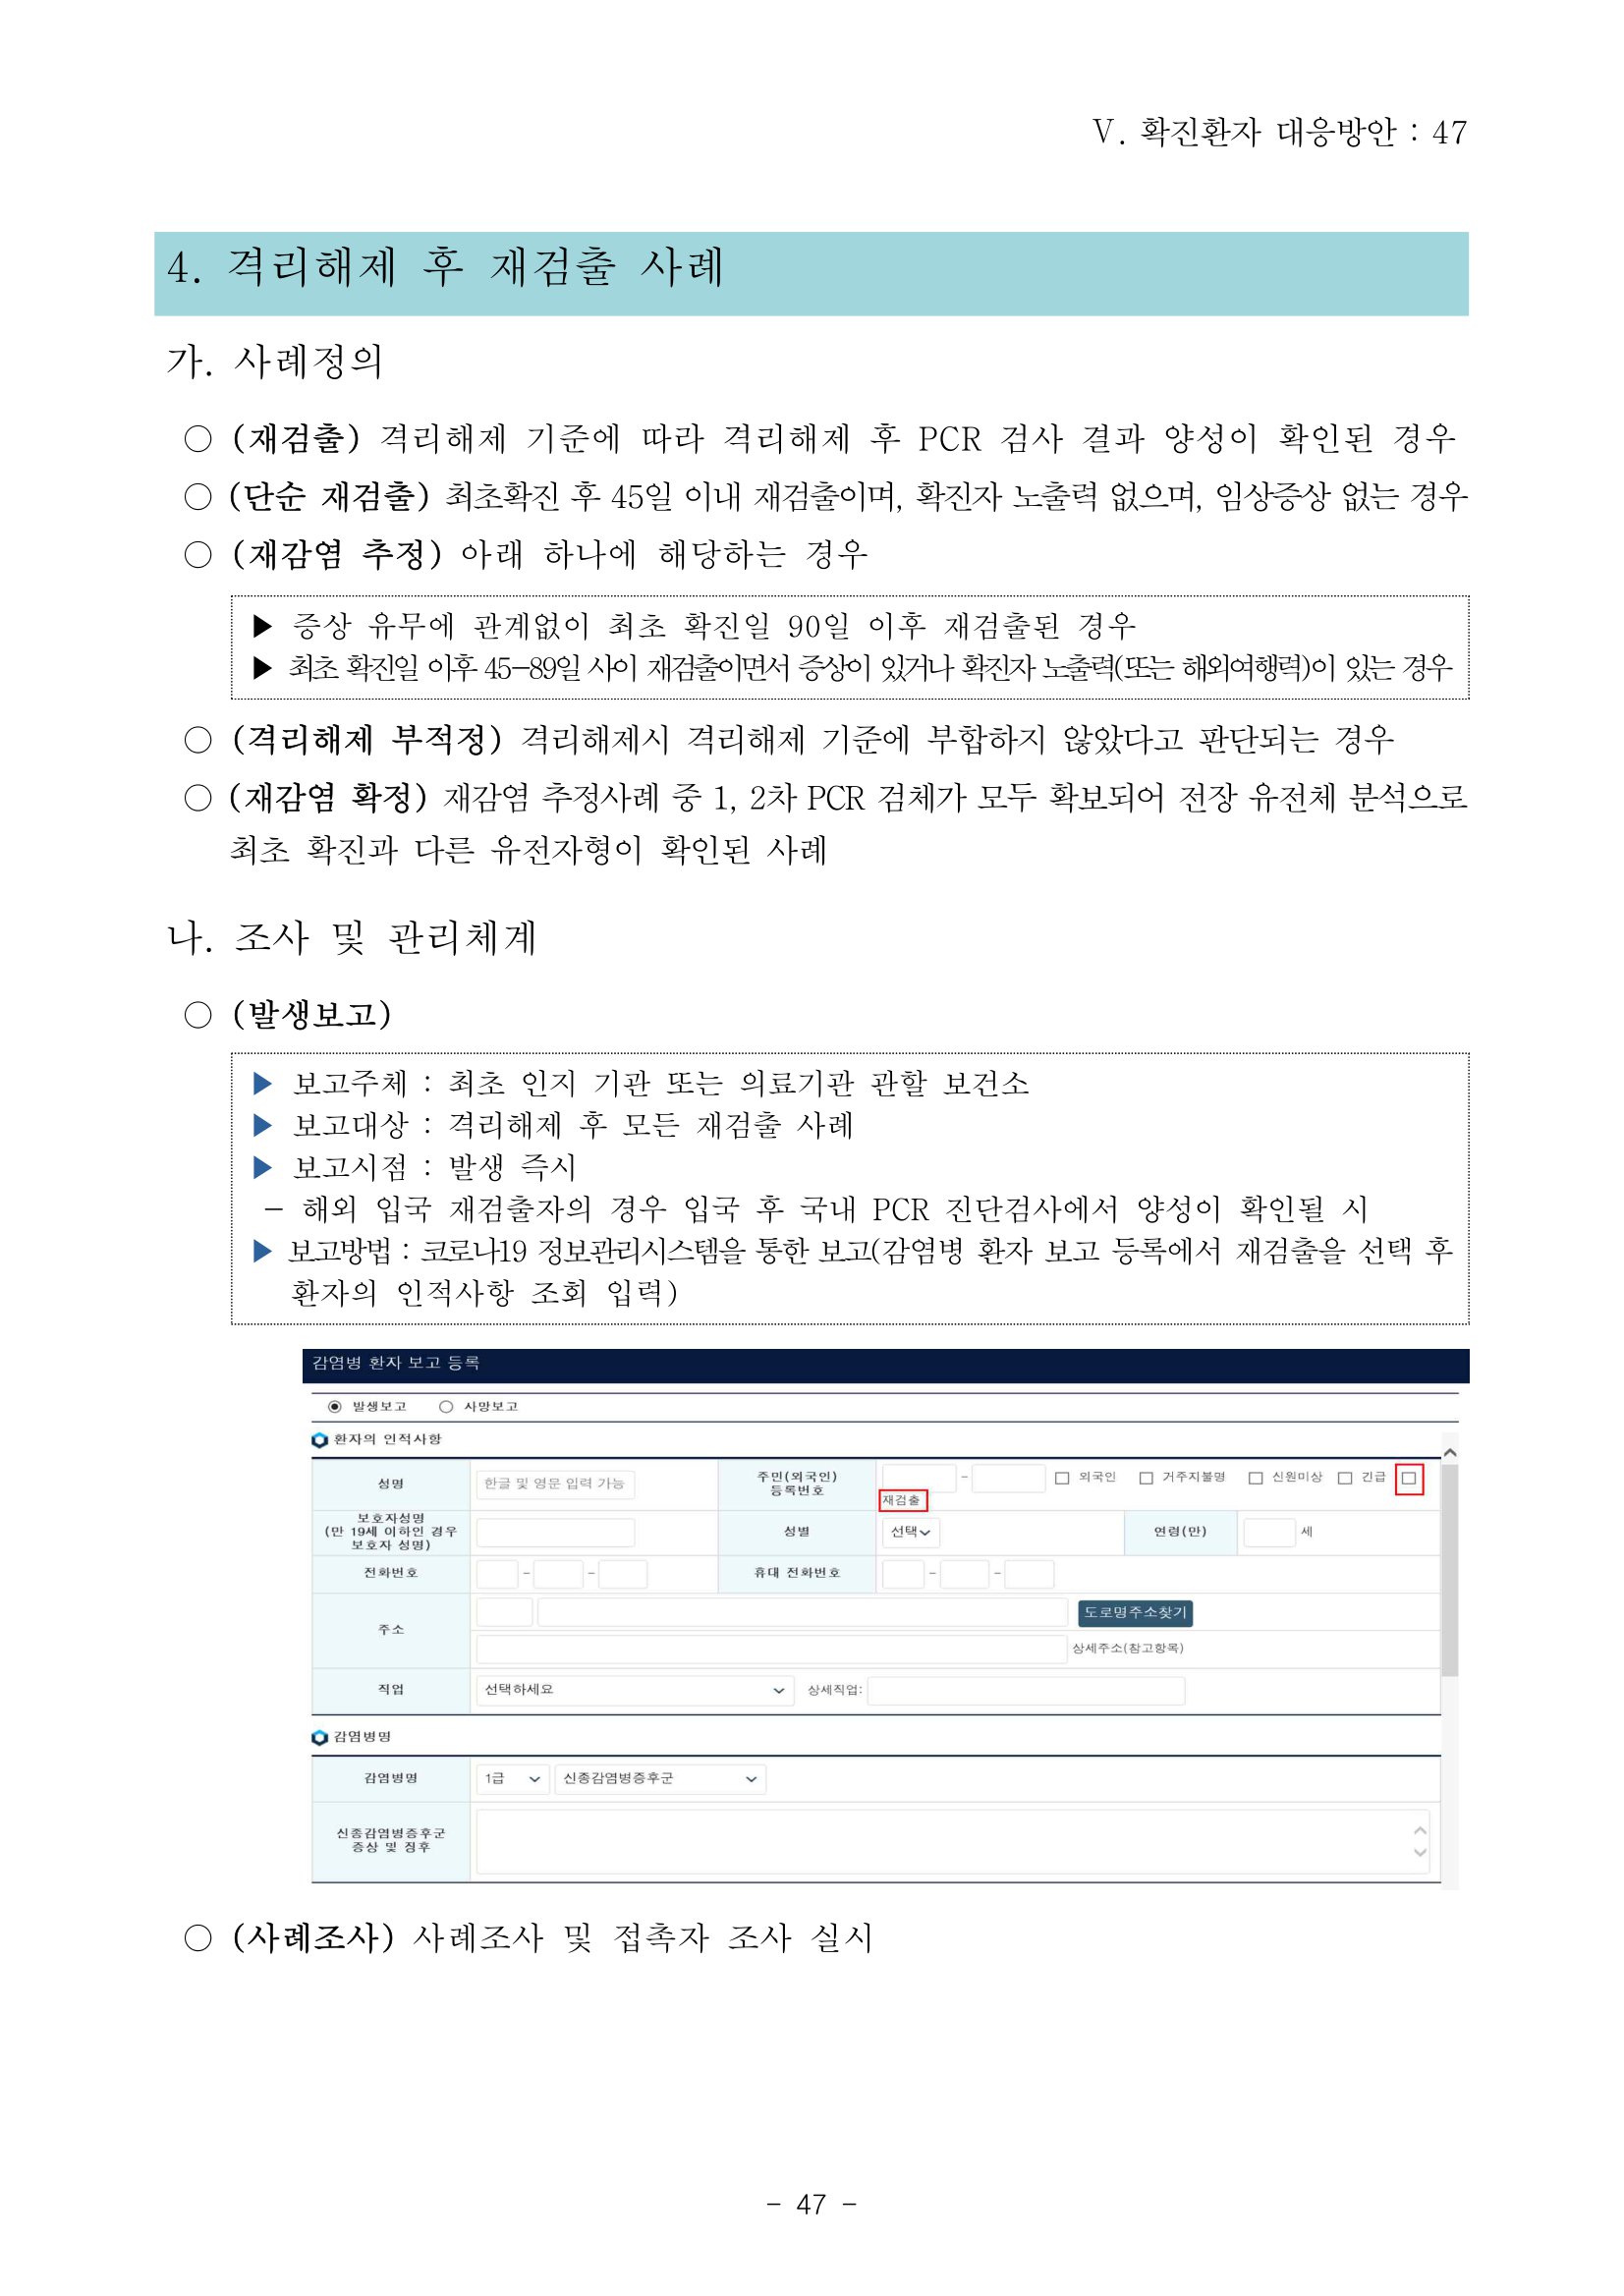 Ⅴ. 확진환자 대응방안 : 47
4. 격리해제 후 재검출 사례
가. 사례정의
○ (재검출) 격리해제 기준에 따라 격리해제 후 PCR 검사 결과 양성이 확인된 경우
○ (단순 재검출) 최초확진 후 45일 이내 재검출이며, 확진자 노출력 없으며, 임상증상 없는 경우
○ (재감염 추정) 아래 하나에 해당하는 경우
▶ 증상 유무에 관계없이 최초 확진일 90일 이후 재검출된 경우
▶ 최초 확진일 이후 45-89일 사이 재검출이면서 증상이 있거나 확진자 노출력(또는 해외여행력)이 있는 경우
○ (격리해제 부적정) 격리해제시 격리해제 기준에 부합하지 않았다고 판단되는 경우
○ (재감염 확정) 재감염 추정사례 중 1, 2차 PCR 검체가 모두 확보되어 전장 유전체 분석으로
최초 확진과 다른 유전자형이 확인된 사례
나. 조사 및 관리체계
○ (발생보고)
▶ 보고주체 : 최초 인지 기관 또는 의료기관 관할 보건소
▶ 보고대상 : 격리해제 후 모든 재검출 사례
▶ 보고시점 : 발생 즉시
- 해외 입국 재검출자의 경우 입국 후 국내 PCR 진단검사에서 양성이 확인될 시
▶ 보고방법 : 코로나19 정보관리시스템을 통한 보고(감염병 환자 보고 등록에서 재검출을 선택 후
환자의 인적사항 조회 입력)
감염병 환자 보고 등록
발생보고 사망보고
환자의 인적사항
성명 한글 및 영문 입력 가능 주민(외국인) 등록번호 - 외국인 거주지불명 신원미상 긴급
재검출
보호자성명
(만 19세 이하인 경우 성별 선택 연령(만) 세
보호자 성명)
전화번호 - - 휴대 전화번호 - -
주소 도로명주소찾기
상세주소(참고항목)
직업 선택하세요 상세직업:
감염병명
감염병명 1급 신종감염병증후군
신종감염병증후군
증상 및 징후
○ (사례조사) 사례조사 및 접촉자 조사 실시
- 47 -